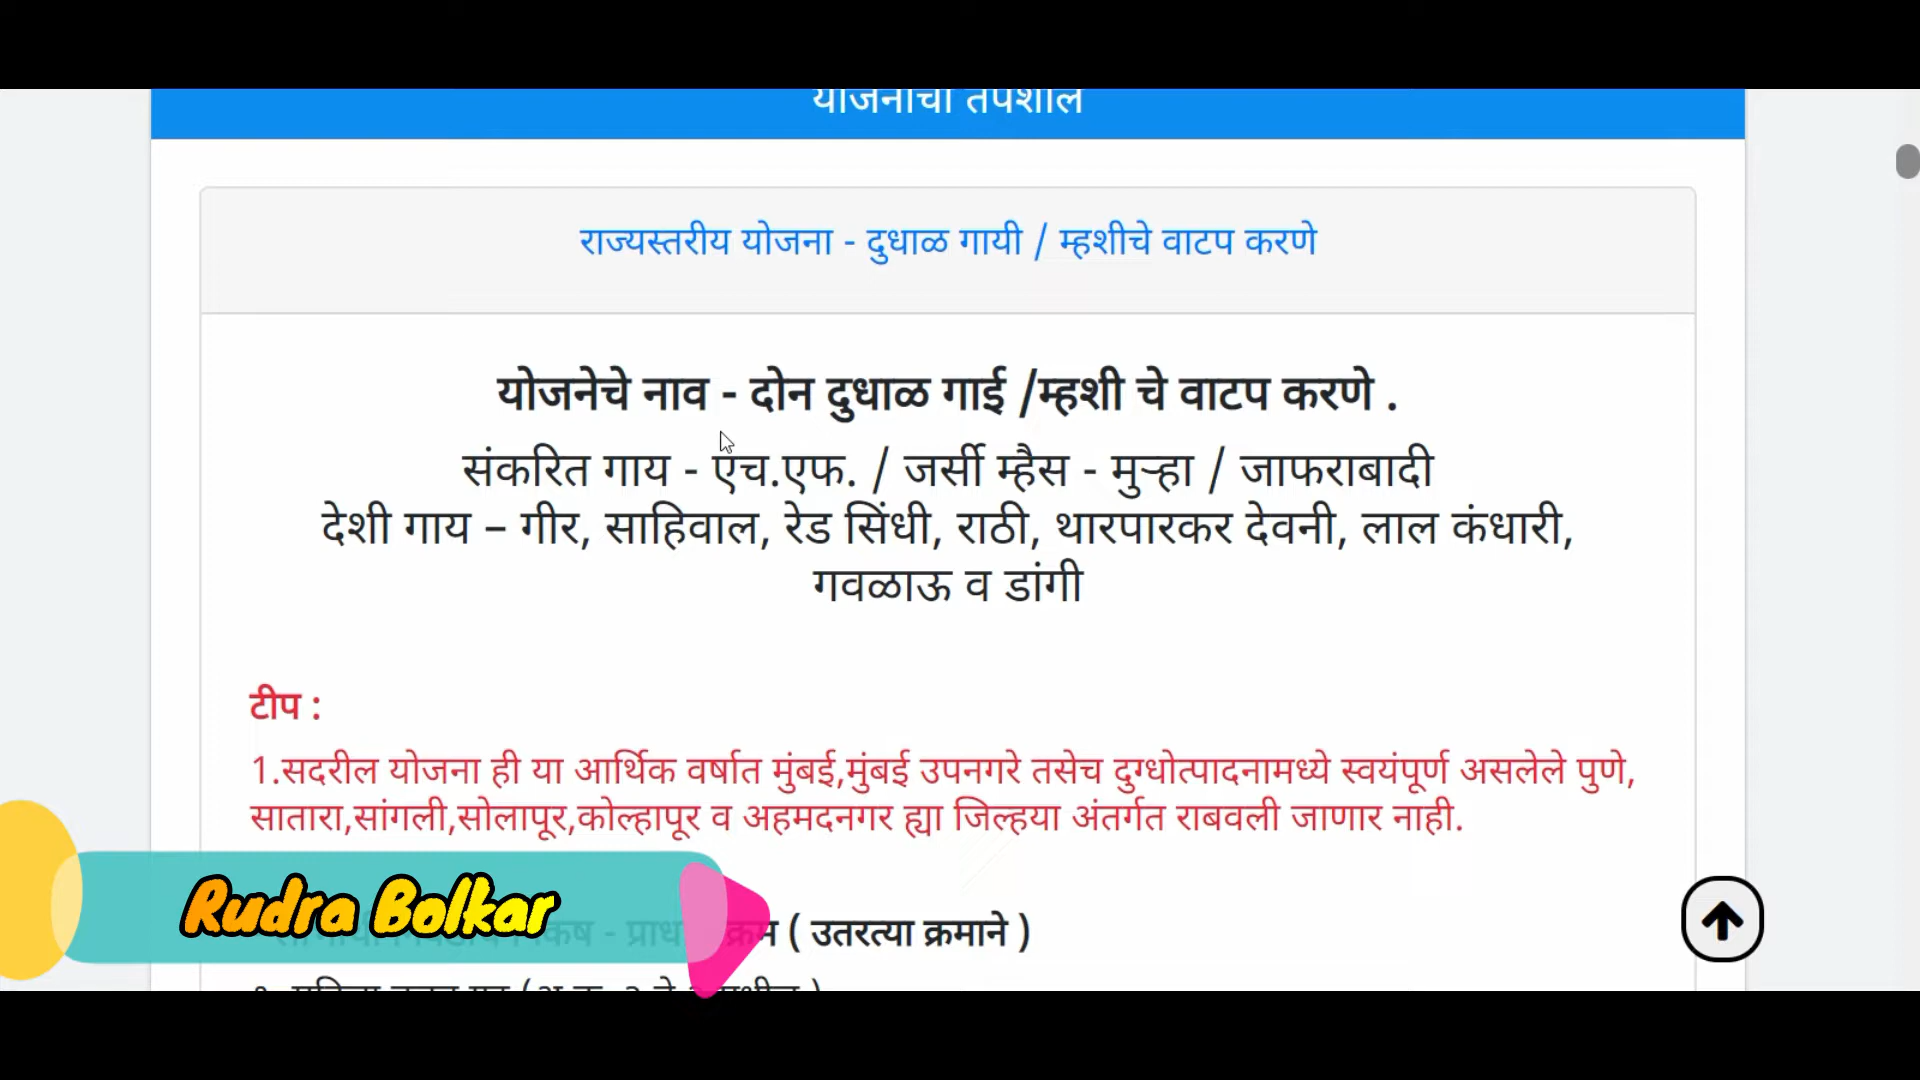 योजनांचा तपशील
राज्यस्तरीय योजना - दुधाळ गायी / म्हशीचे वाटप करणे
योजनेचे नाव - दोन दुधाळ गाई /म्हशी चे वाटप करणे .
संकरित गाय - एच.एफ. / जर्सी म्हैस - मुऱ्हा / जाफराबादी
देशी गाय – गीर, साहिवाल, रेड सिंधी, राठी, थारपारकर देवनी, लाल कंधारी,
गवळाऊ व डांगी
टीप :
1.सदरील योजना ही या आर्थिक वर्षात मुंबई,मुंबई उपनगरे तसेच दुग्धोत्पादनामध्ये स्वयंपूर्ण असलेले पुणे,
सातारा,सांगली,सोलापूर,कोल्हापूर व अहमदनगर ह्या जिल्हया अंतर्गत राबवली जाणार नाही.
Rudra Bolkar
( उतरत्या क्रमाने )